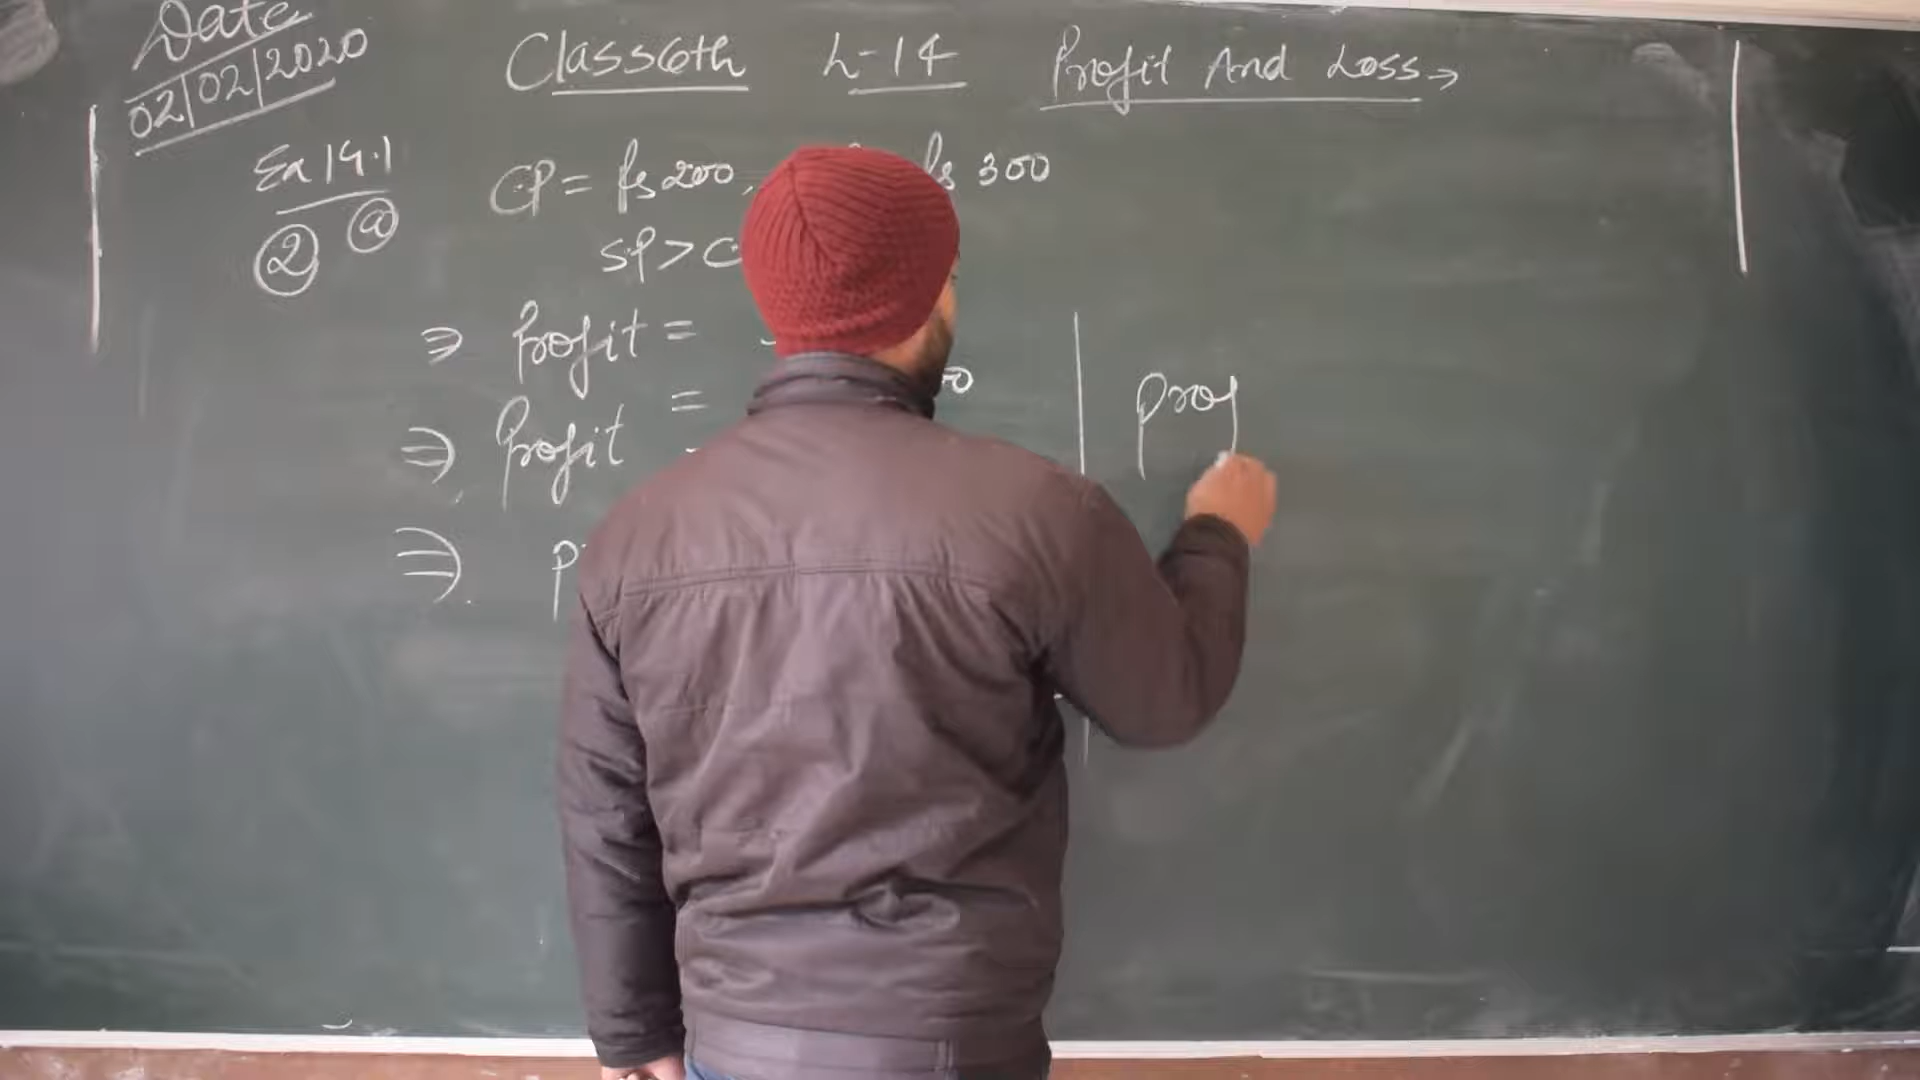 Date
02/02/2020
Class 6th L-14 Profit And Loss →
Ex 14.1
② ⓐ
CP = Rs 200, Rs 300
SP > C
⇒ Profit =
=
⇒ Profit
⇒ P
Prof